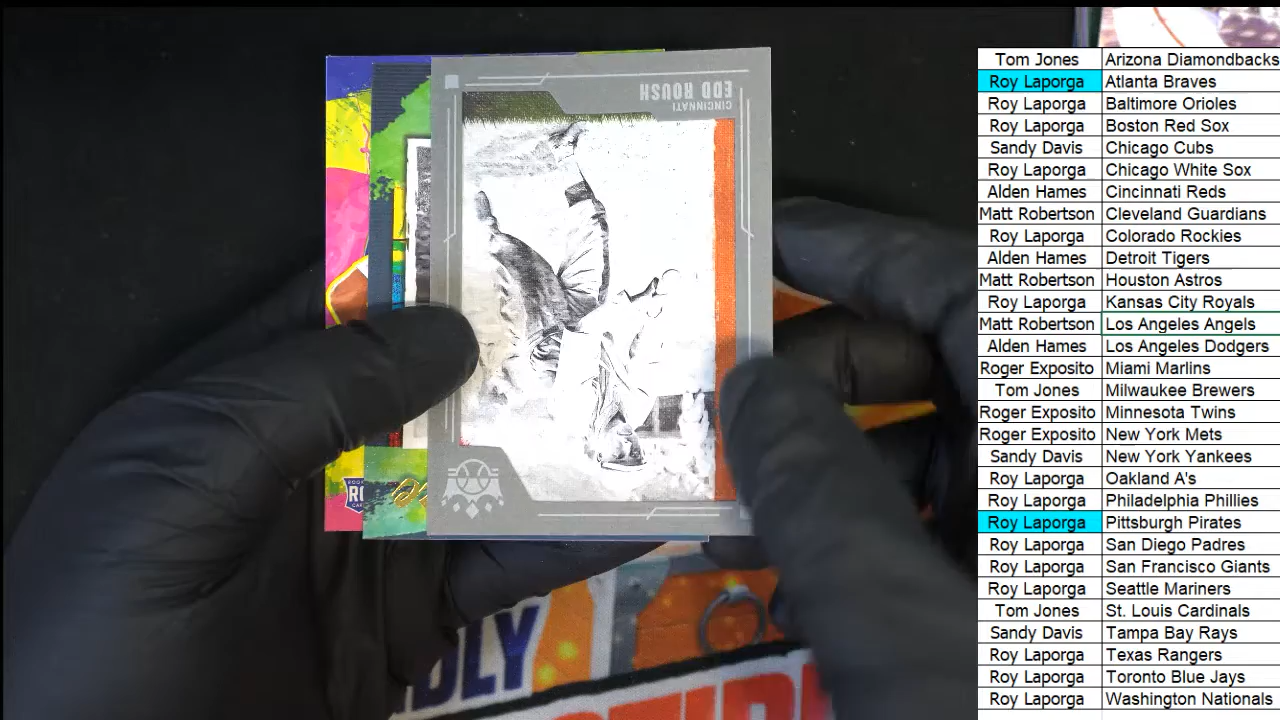 CINCINNATI
EDD ROUSH
RO
DLY
Tom Jones Arizona Diamondbacks
Roy Laporga Atlanta Braves
Roy Laporga Baltimore Orioles
Roy Laporga Boston Red Sox
Sandy Davis Chicago Cubs
Roy Laporga Chicago White Sox
Alden Hames Cincinnati Reds
Matt Robertson Cleveland Guardians
Roy Laporga Colorado Rockies
Alden Hames Detroit Tigers
Matt Robertson Houston Astros
Roy Laporga Kansas City Royals
Matt Robertson Los Angeles Angels
Alden Hames Los Angeles Dodgers
Roger Exposito Miami Marlins
Tom Jones Milwaukee Brewers
Roger Exposito Minnesota Twins
Roger Exposito New York Mets
Sandy Davis New York Yankees
Roy Laporga Oakland A's
Roy Laporga Philadelphia Phillies
Roy Laporga Pittsburgh Pirates
Roy Laporga San Diego Padres
Roy Laporga San Francisco Giants
Roy Laporga Seattle Mariners
Tom Jones St. Louis Cardinals
Sandy Davis Tampa Bay Rays
Roy Laporga Texas Rangers
Roy Laporga Toronto Blue Jays
Roy Laporga Washington Nationals